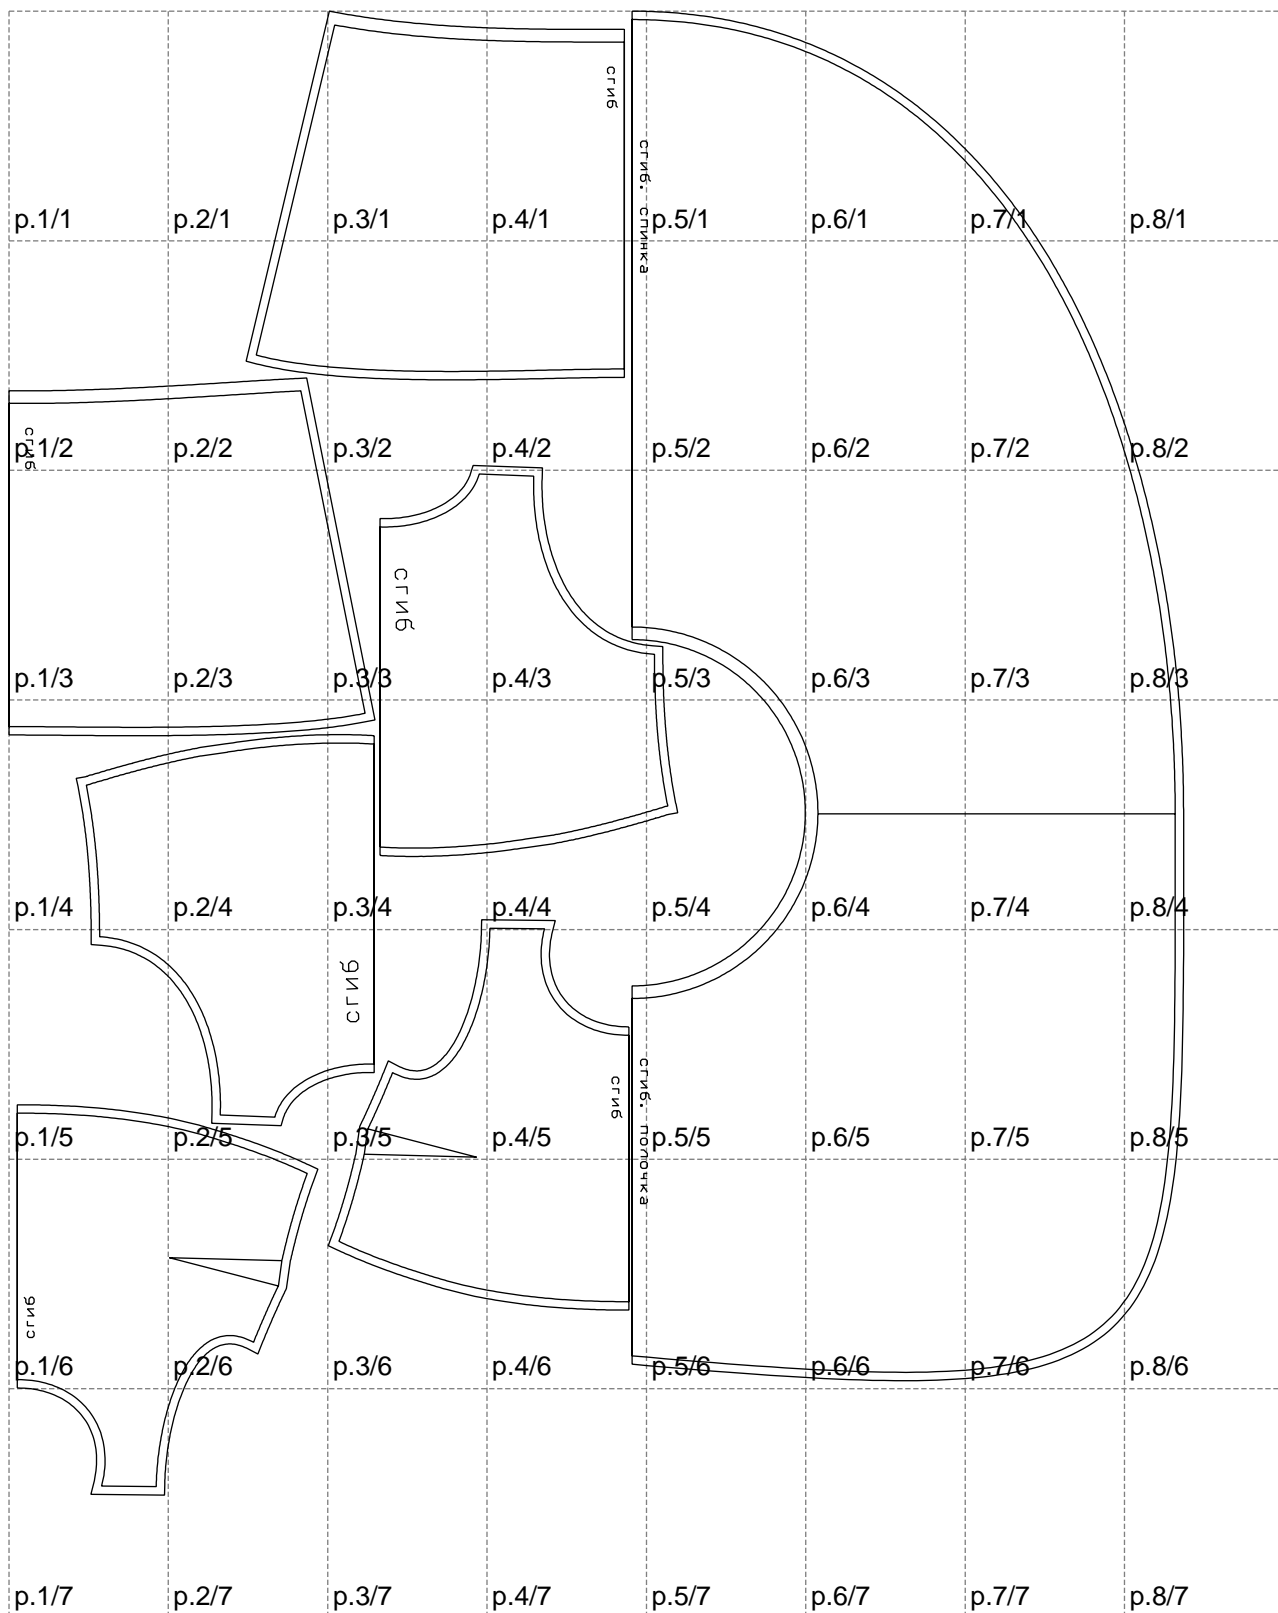 сгиб
сгиб. спинка
p.1/1 p.2/1 p.3/1 p.4/1 p.5/1 p.6/1 p.7/1 p.8/1
сгиб
p.1/2 p.2/2 p.3/2 p.4/2 p.5/2 p.6/2 p.7/2 p.8/2
сгиб
p.1/3 p.2/3 p.3/3 p.4/3 p.5/3 p.6/3 p.7/3 p.8/3
p.1/4 p.2/4 p.3/4 p.4/4 p.5/4 p.6/4 p.7/4 p.8/4
сгиб
сгиб
сгиб. полочка
p.1/5 p.2/5 p.3/5 p.4/5 p.5/5 p.6/5 p.7/5 p.8/5
сгиб
p.1/6 p.2/6 p.3/6 p.4/6 p.5/6 p.6/6 p.7/6 p.8/6
p.1/7 p.2/7 p.3/7 p.4/7 p.5/7 p.6/7 p.7/7 p.8/7